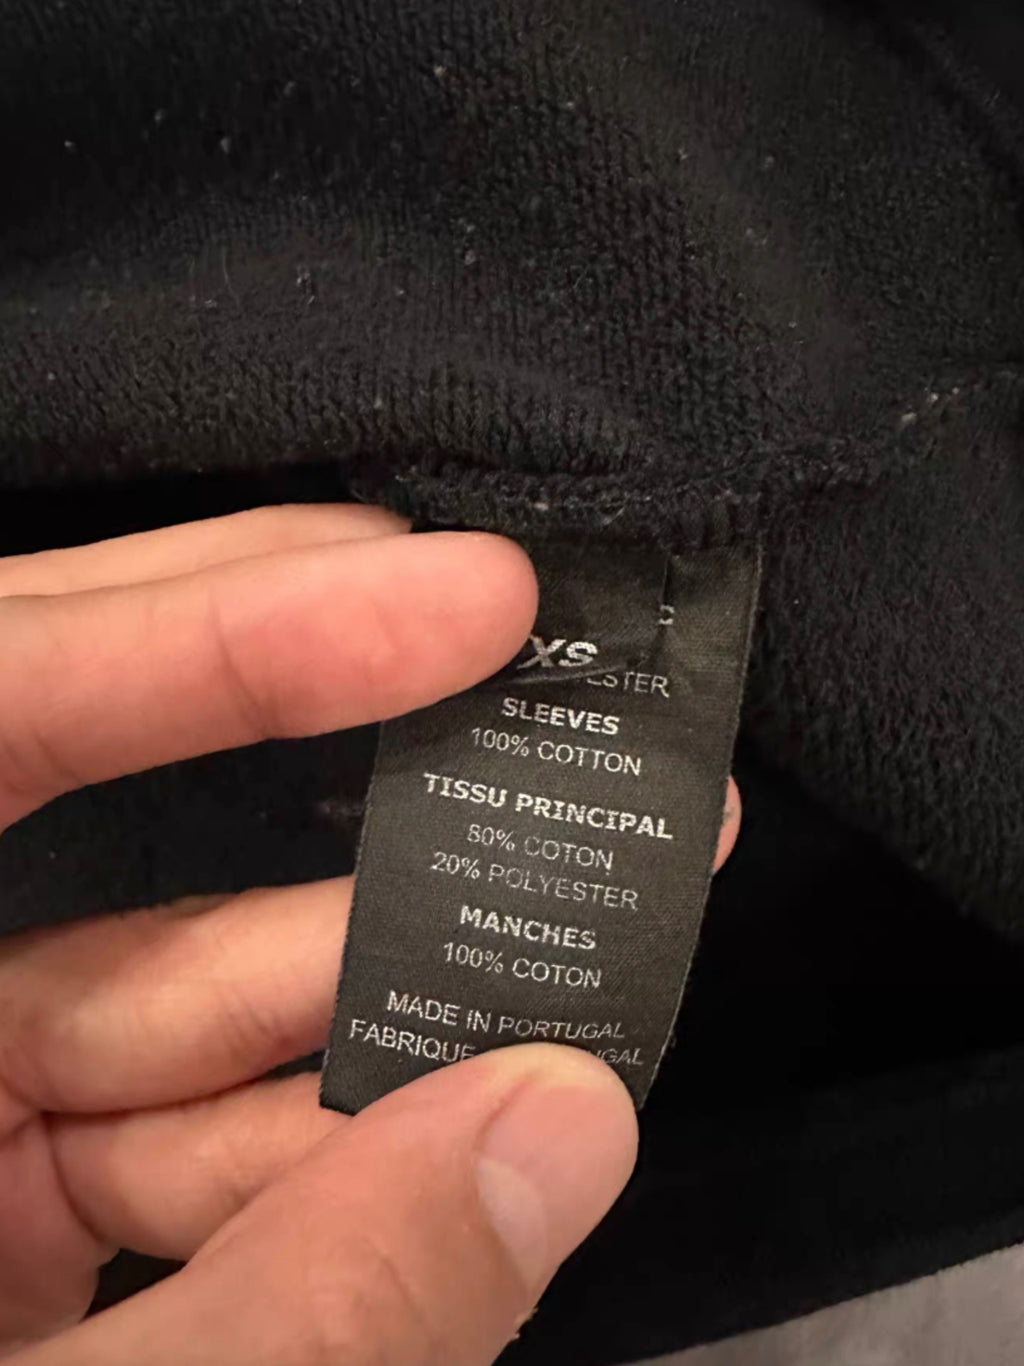 XS
SLEEVES
100% COTTON
TISSU PRINCIPAL
80% COTON
20% POLYESTER
MANCHES
100% COTON
MADE IN PORTUGAL
FABRIQUE